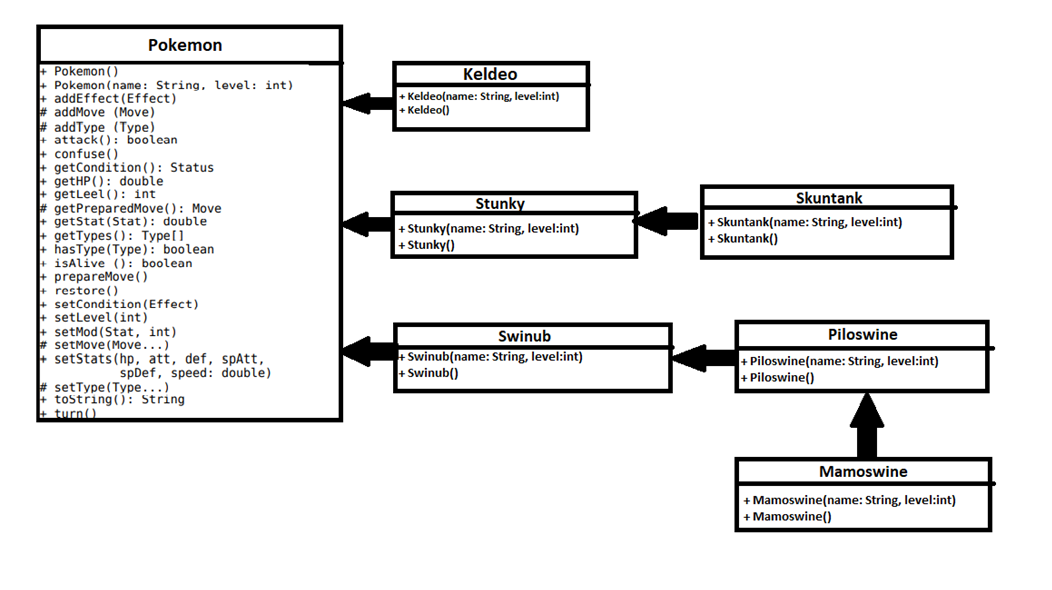 Pokemon
+ Pokemon()
+ Pokemon(name: String, level: int)
+ addEffect(Effect)
# addMove (Move)
# addType (Type)
+ attack(): boolean
+ confuse()
+ getCondition(): Status
+ getHP(): double
+ getLeel(): int
# getPreparedMove(): Move
+ getStat(Stat): double
+ getTypes(): Type[]
+ hasType(Type): boolean
+ isAlive (): boolean
+ prepareMove()
+ restore()
+ setCondition(Effect)
+ setLevel(int)
+ setMod(Stat, int)
# setMove(Move...)
+ setStats(hp, att, def, spAtt,
spDef, speed: double)
# setType(Type...)
+ toString(): String
+ turn()
Keldeo
+ Keldeo(name: String, level:int)
+ Keldeo()
Stunky
+ Stunky(name: String, level:int)
+ Stunky()
Skuntank
+ Skuntank(name: String, level:int)
+ Skuntank()
Swinub
+ Swinub(name: String, level:int)
+ Swinub()
Piloswine
+ Piloswine(name: String, level:int)
+ Piloswine()
Mamoswine
+ Mamoswine(name: String, level:int)
+ Mamoswine()